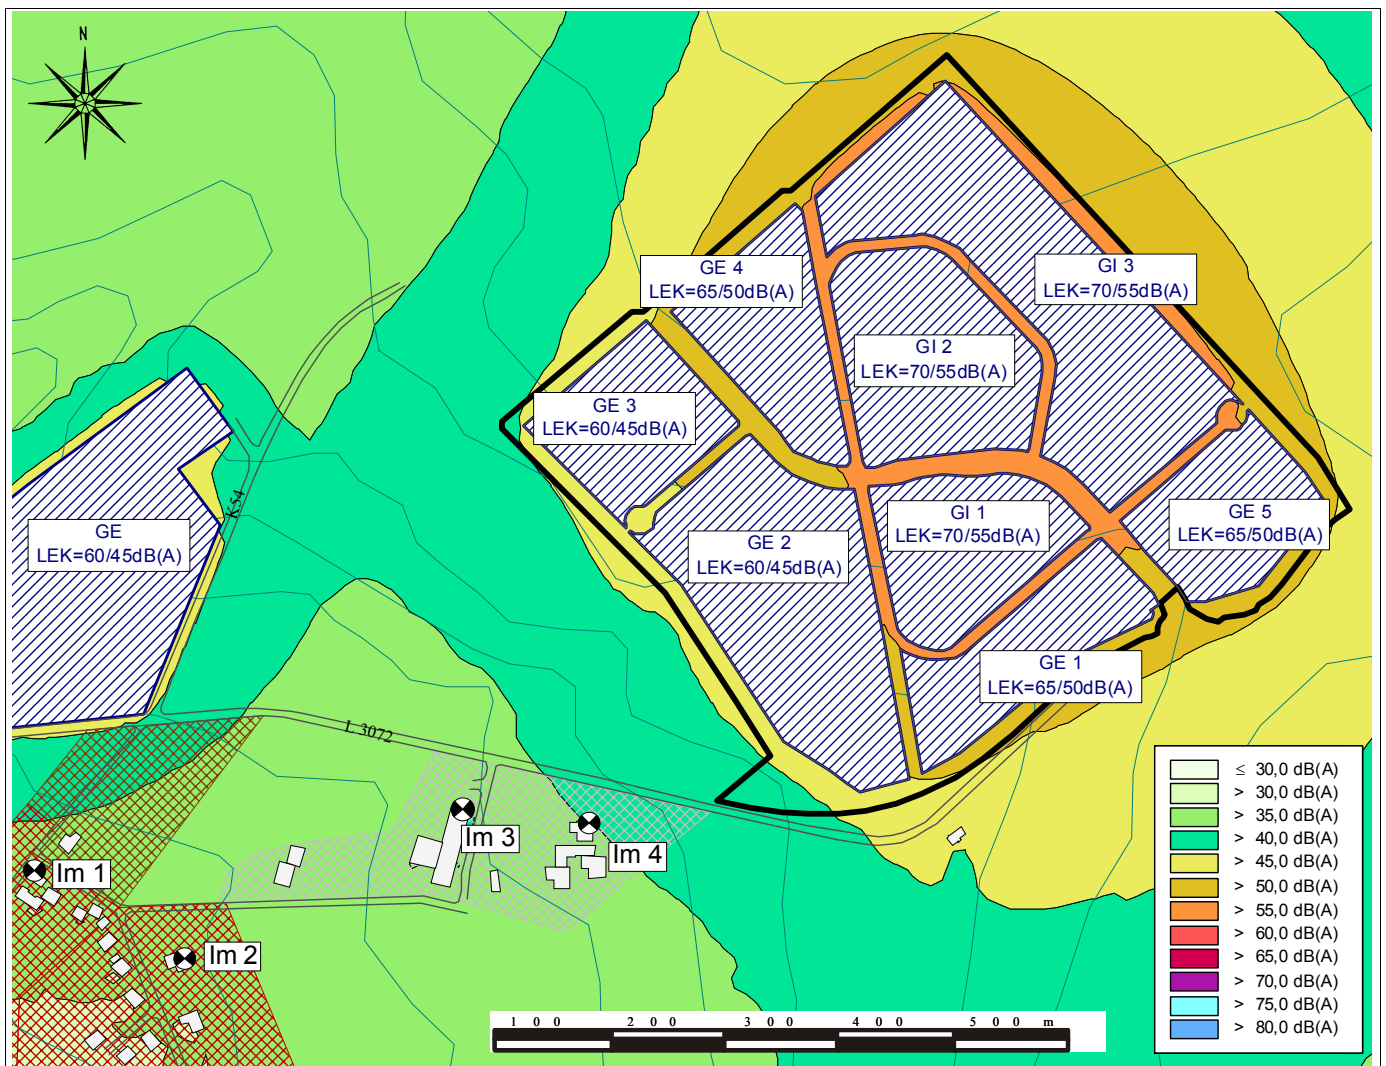 N
GE 4
LEK=65/50dB(A)
GI 3
LEK=70/55dB(A)
GI 2
LEK=70/55dB(A)
GE 3
LEK=60/45dB(A)
K54
GE
LEK=60/45dB(A)
GE 2
LEK=60/45dB(A)
GI 1
LEK=70/55dB(A)
GE 5
LEK=65/50dB(A)
GE 1
LEK=65/50dB(A)
L 3072
Im 3
Im 4
Im 1
Im 2
≤ 30,0 dB(A)
> 30,0 dB(A)
> 35,0 dB(A)
> 40,0 dB(A)
> 45,0 dB(A)
> 50,0 dB(A)
> 55,0 dB(A)
> 60,0 dB(A)
> 65,0 dB(A)
> 70,0 dB(A)
> 75,0 dB(A)
> 80,0 dB(A)
100 200 300 400 500 m